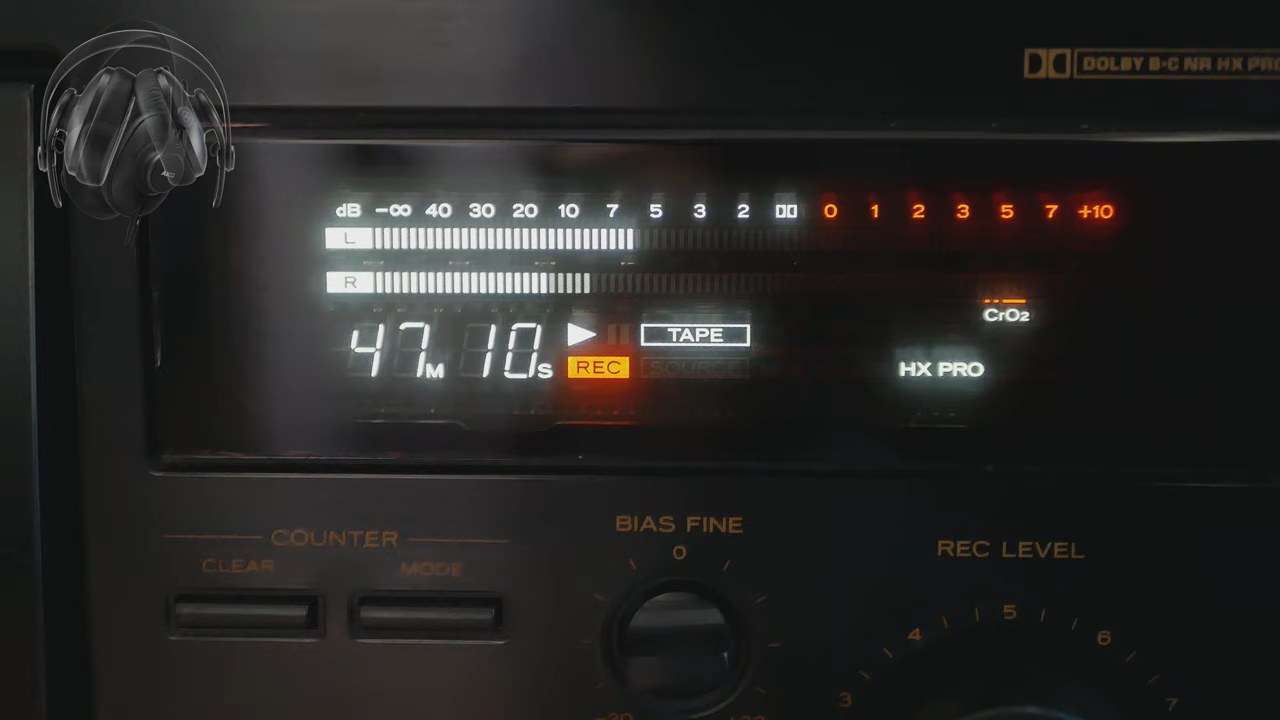 DOLBY B-C NR HX PRO
dB -∞ 40 30 20 10 7 5 3 2 0 1 2 3 5 7 +10
L
R
CrO2
47M 10S TAPE
REC SOURCE
HX PRO
COUNTER
CLEAR MODE
BIAS FINE
0
REC LEVEL
3 4 5 6 7
AKG